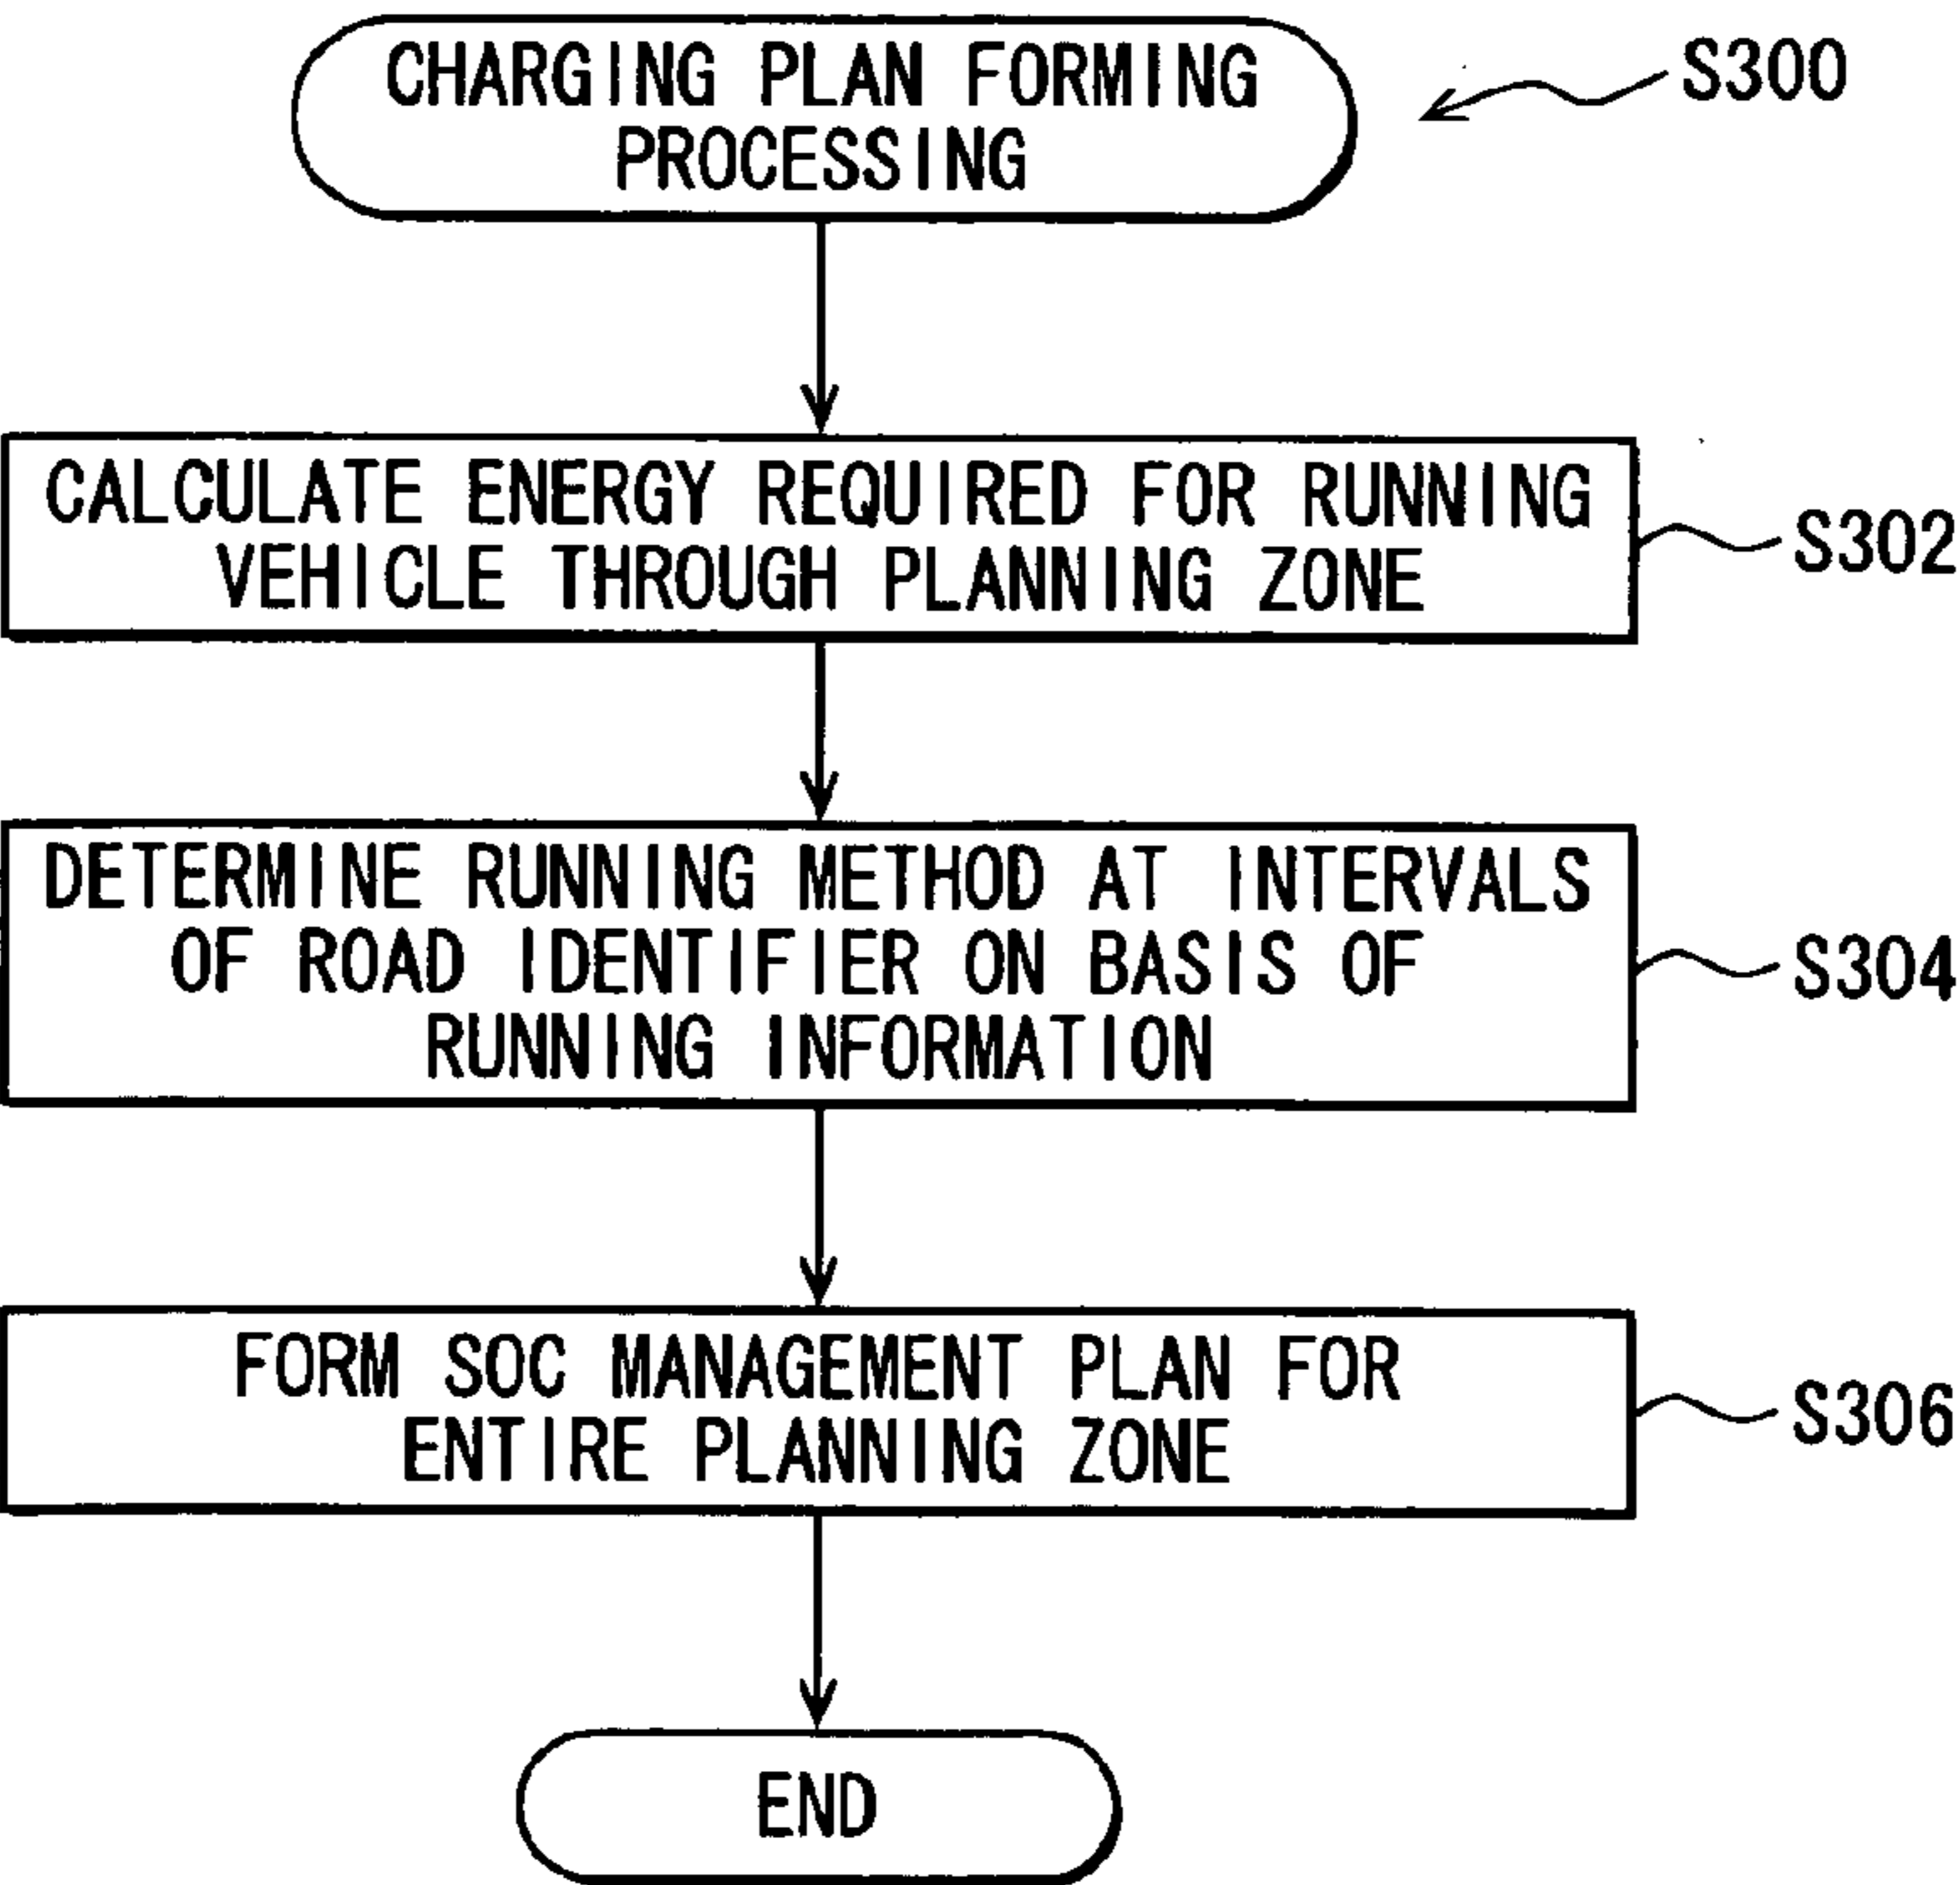 CHARGING PLAN FORMING
PROCESSING
S300
CALCULATE ENERGY REQUIRED FOR RUNNING
VEHICLE THROUGH PLANNING ZONE
S302
DETERMINE RUNNING METHOD AT INTERVALS
OF ROAD IDENTIFIER ON BASIS OF
RUNNING INFORMATION
S304
FORM SOC MANAGEMENT PLAN FOR
ENTIRE PLANNING ZONE
S306
END